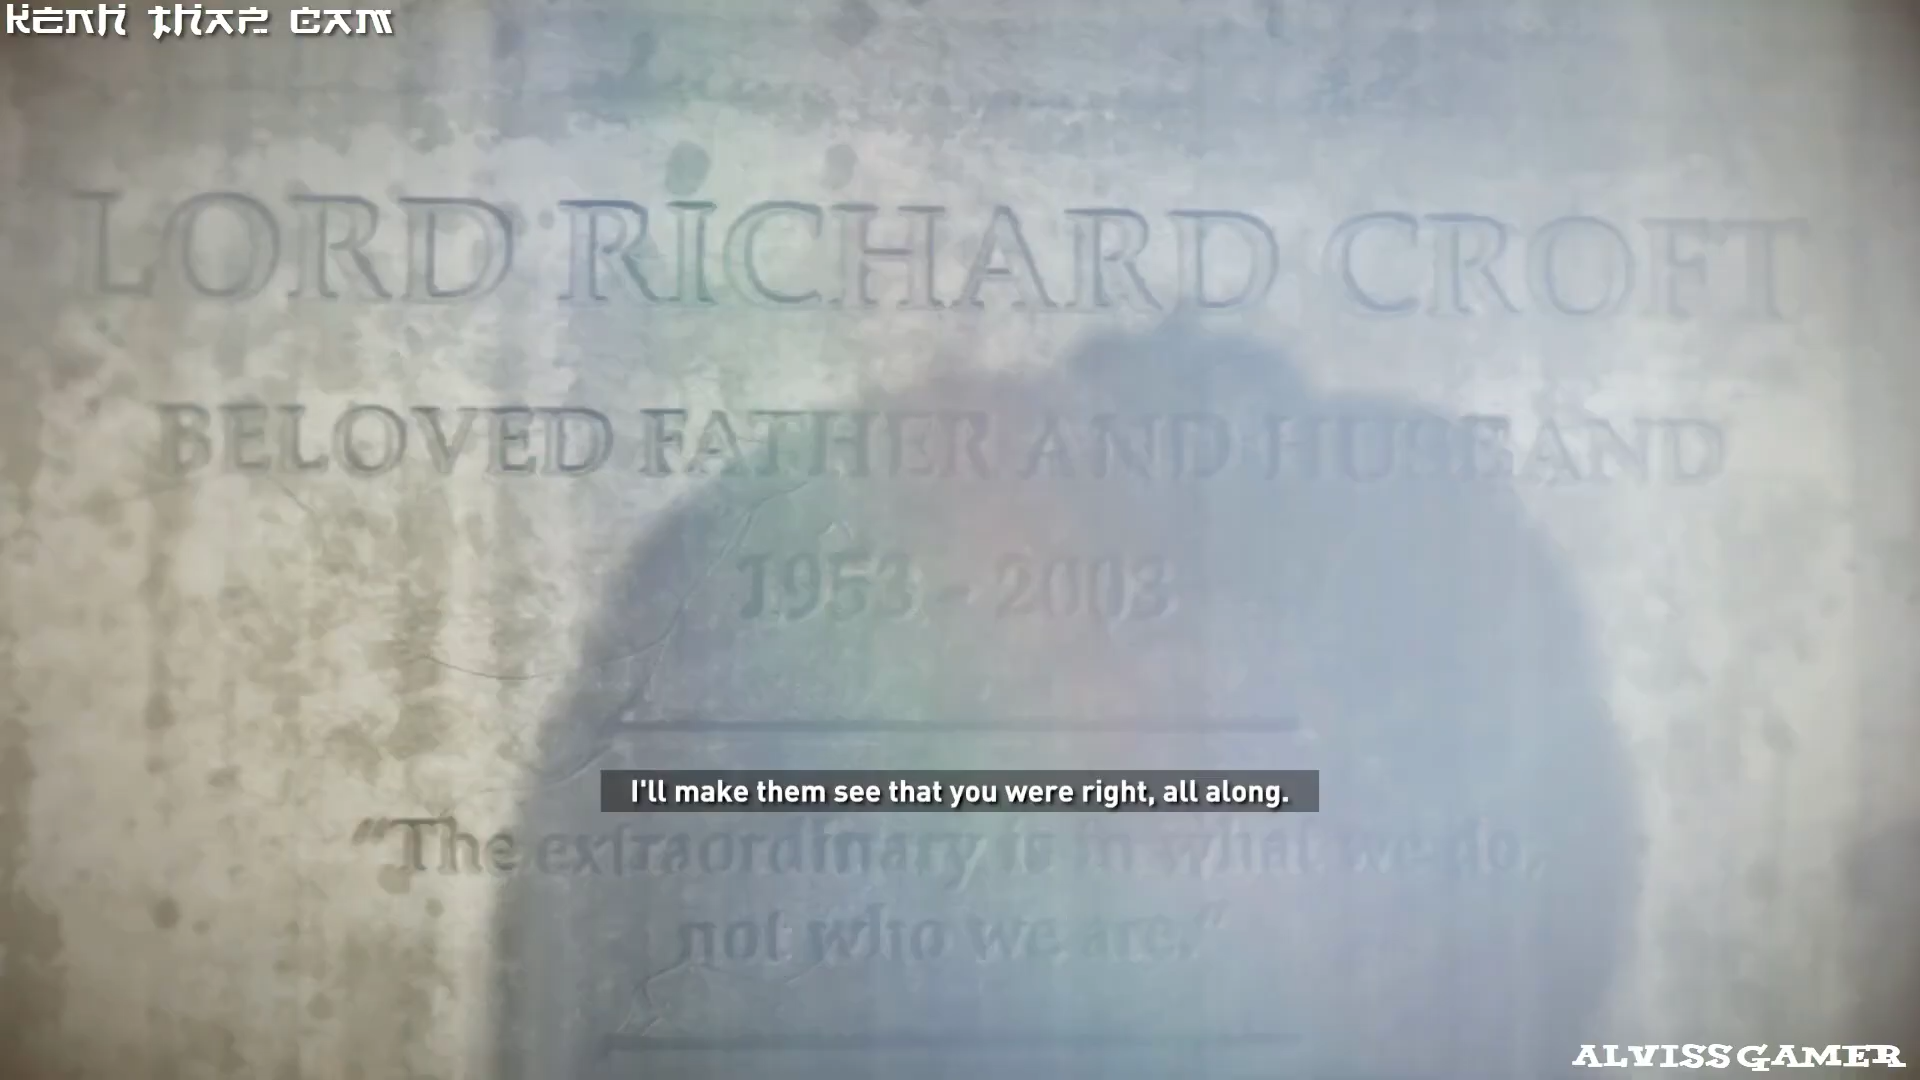 KENH THAP CAM
LORD RICHARD CROFT
BELOVED FATHER AND HUSBAND
1953 - 2003
I'll make them see that you were right, all along.
"The extraordinary is in what we do,
not who we are."
ALVISSGAMER